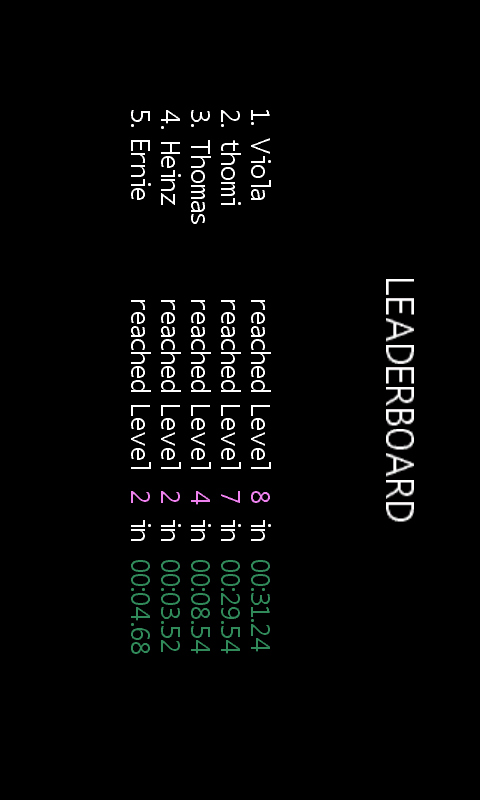 LEADERBOARD
1. Viola reached Level 8 in 00:31.24
2. thomi reached Level 7 in 00:29.54
3. Thomas reached Level 4 in 00:08.54
4. Heinz reached Level 2 in 00:03.52
5. Ernie reached Level 2 in 00:04.68